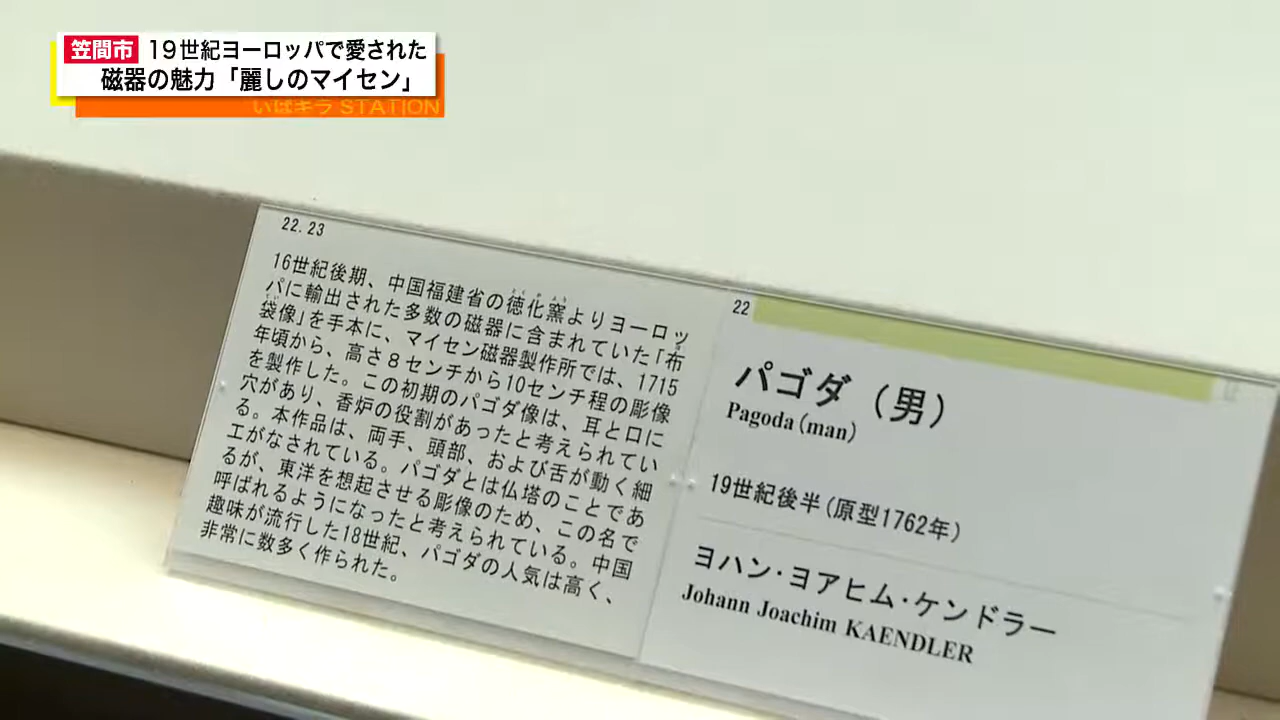 笠間市 19世紀ヨーロッパで愛された
磁器の魅力「麗しのマイセン」
いばキラ STATION
22.23
16世紀後期、中国福建省の徳化窯よりヨーロッ
パに輸出された多数の磁器に含まれていた「布
袋像」を手本に、マイセン磁器製作所では、1715
年頃から、高さ8センチから10センチ程の彫像
を製作した。この初期のパゴダ像は、耳と口に
穴があり、香炉の役割があったと考えられてい
る。本作品は、両手、頭部、および舌が動く細
工がなされている。パゴダとは仏塔のことであ
るが、東洋を想起させる彫像のため、この名で
呼ばれるようになったと考えられている。中国
趣味が流行した18世紀、パゴダの人気は高く、
非常に数多く作られた。
22
パゴダ（男）
Pagoda(man)
19世紀後半(原型1762年)
ヨハン・ヨアヒム・ケンドラー
Johann Joachim KAENDLER